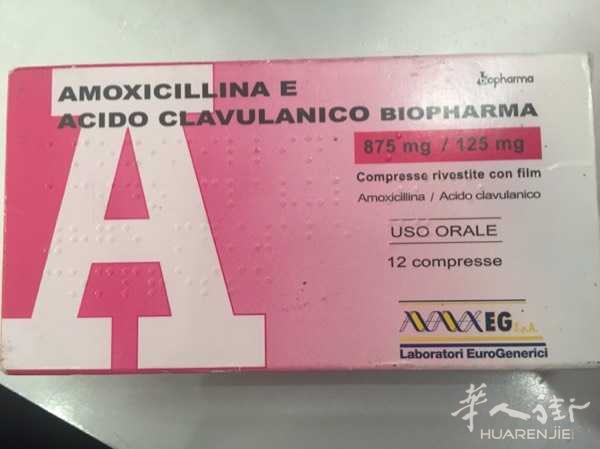 biopharma
AMOXICILLINA E
ACIDO CLAVULANICO BIOPHARMA
875 mg / 125 mg
Compresse rivestite con film
Amoxicillina / Acido clavulanico
USO ORALE
12 compresse
A
EG S.p.A.
Laboratori EuroGenerici
华人街
HUARENJIE